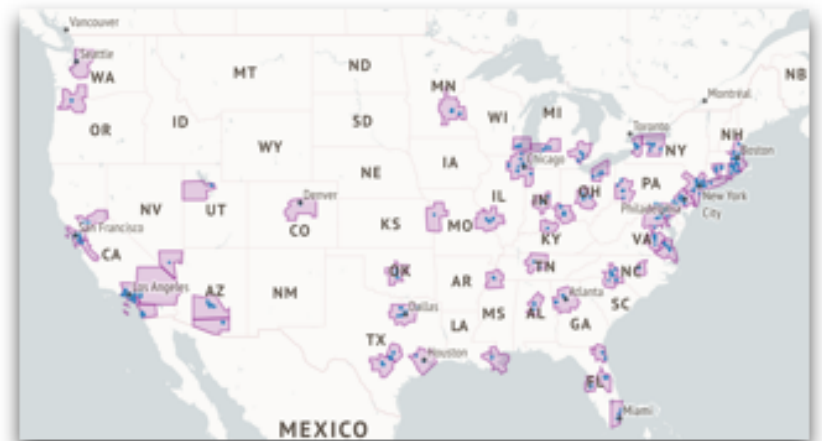 Vancouver
Seattle
WA
MT
ND
MN
NB
Montréal
OR
ID
SD
WI
MI
Toronto
NH
WY
NY
Boston
IA
Chicago
NE
PA
NV
UT
Denver
IL
IN
OH
New York
City
Philadelphia
San Francisco
CO
KS
MO
KY
VA
CA
Los Angeles
AZ
NM
OK
AR
TN
NC
Dallas
MS
AL
Atlanta
SC
TX
LA
GA
Houston
FL
Miami
MEXICO